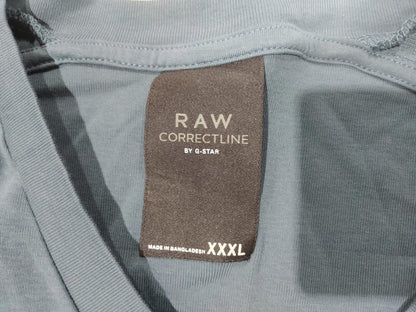 RAW
CORRECTLINE
BY G-STAR
MADE IN BANGLADESH XXXL